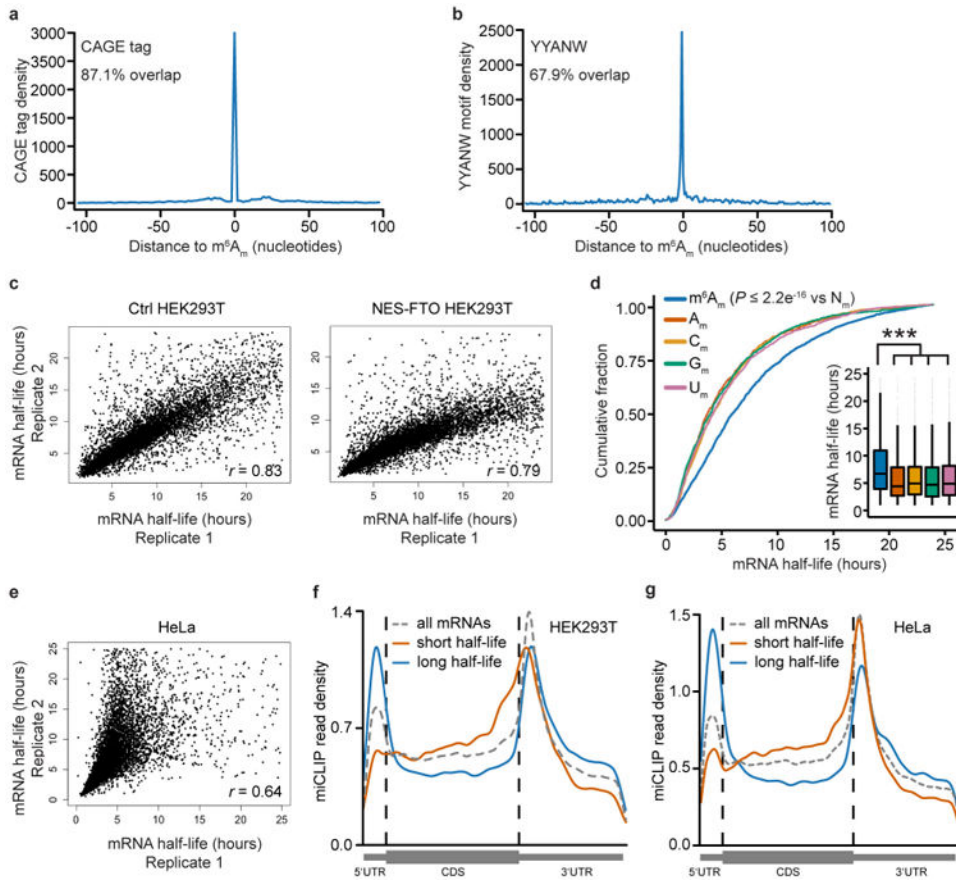 a
3000
2500
2000
1500
1000
500
0
CAGE tag density
CAGE tag
87.1% overlap
-100
-50
0
50
100
Distance to m⁶Aₘ (nucleotides)
b
2500
2000
1500
1000
500
0
YYANW motif density
YYANW
67.9% overlap
-100
-50
0
50
100
Distance to m⁶Aₘ (nucleotides)
c
Ctrl HEK293T
mRNA half-life (hours)
Replicate 2
20
15
10
5
r = 0.83
5
10
15
20
mRNA half-life (hours)
Replicate 1
NES-FTO HEK293T
20
15
10
5
r = 0.79
5
10
15
20
mRNA half-life (hours)
Replicate 1
d
Cumulative fraction
1.00
0.75
0.50
0.25
0.00
m⁶Aₘ (P ≤ 2.2e⁻¹⁶ vs Nₘ)
Aₘ
Cₘ
Gₘ
Uₘ
***
mRNA half-life (hours)
25
20
15
10
5
0
0
5
10
15
20
25
mRNA half-life (hours)
e
HeLa
mRNA half-life (hours)
Replicate 2
25
20
15
10
5
0
r = 0.64
0
5
10
15
20
25
mRNA half-life (hours)
Replicate 1
f
miCLIP read density
1.4
0.7
0.0
all mRNAs
short half-life
long half-life
HEK293T
5'UTR
CDS
3'UTR
g
miCLIP read density
1.5
1.0
0.5
0.0
all mRNAs
short half-life
long half-life
HeLa
5'UTR
CDS
3'UTR